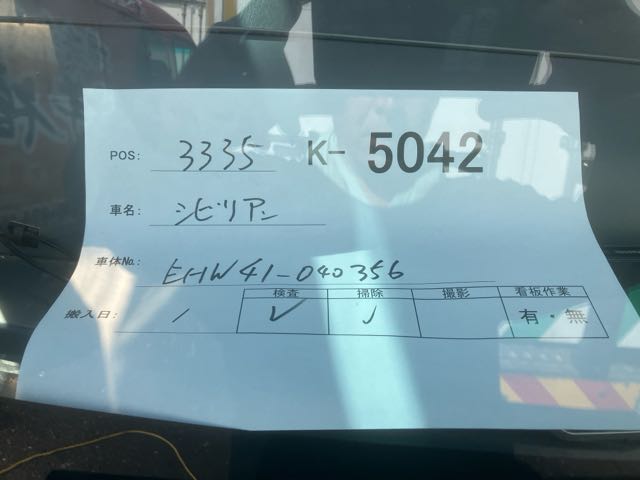 POS: 3335 K- 5042
車名: シビリアン
車体No. EHW41-040356
検査 掃除 撮影 看板作業
搬入日: / ✓ ✓ 有・無